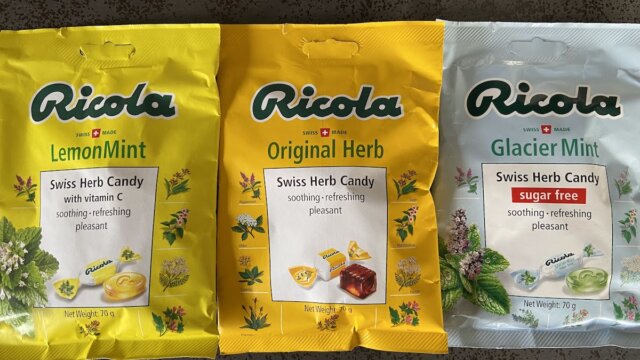 Ricola
SWISS MADE
LemonMint
Swiss Herb Candy
with vitamin C
soothing - refreshing
pleasant
Ricola
Net Weight: 70 g
Ricola
SWISS MADE
Original Herb
Swiss Herb Candy
soothing - refreshing
pleasant
Net Weight: 70 g
Ricola
SWISS MADE
Glacier Mint
Swiss Herb Candy
sugar free
soothing - refreshing
pleasant
Ricola
Net Weight: 70 g